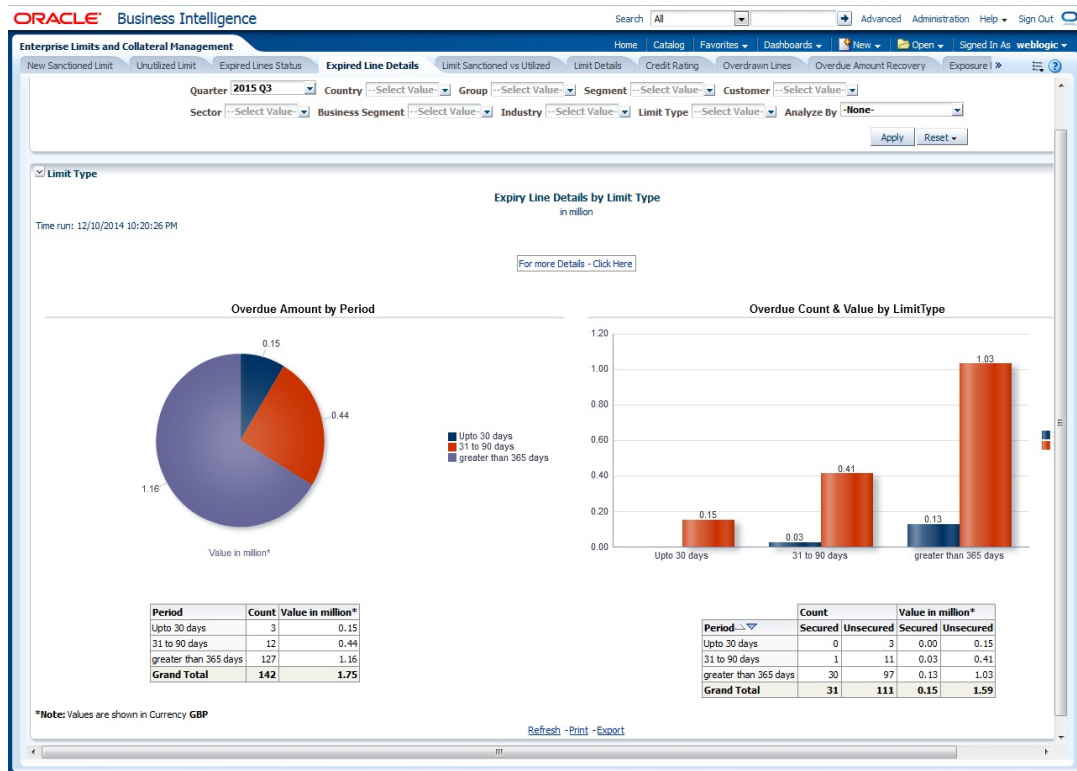 ORACLE Business Intelligence
Search All Advanced Administration Help Sign Out
Enterprise Limits and Collateral Management
Home Catalog Favorites Dashboards New Open Signed In As weblogic
New Sanctioned Limit Unutilized Limit Expired Lines Status Expired Line Details Limit Sanctioned vs Utilized Limit Details Credit Rating Overdrawn Lines Overdue Amount Recovery Exposure »
Quarter 2015 Q3 Country --Select Value- Group --Select Value- Segment --Select Value- Customer --Select Value-
Sector --Select Value- Business Segment --Select Value- Industry --Select Value- Limit Type --Select Value- Analyze By -None-
Apply Reset
Limit Type
Expiry Line Details by Limit Type
in million
Time run: 12/10/2014 10:20:26 PM
For more Details - Click Here
Overdue Amount by Period
0.15
0.44
1.16
Upto 30 days
31 to 90 days
greater than 365 days
Value in million*
Overdue Count & Value by LimitType
1.20
1.00
0.80
0.60
0.40
0.20
0.00
0.15
0.03
0.41
0.13
1.03
Upto 30 days 31 to 90 days greater than 365 days
Period Count Value in million*
Upto 30 days 3 0.15
31 to 90 days 12 0.44
greater than 365 days 127 1.16
Grand Total 142 1.75
Count Value in million*
Period Secured Unsecured Secured Unsecured
Upto 30 days 0 3 0.00 0.15
31 to 90 days 1 11 0.03 0.41
greater than 365 days 30 97 0.13 1.03
Grand Total 31 111 0.15 1.59
*Note: Values are shown in Currency GBP
Refresh - Print - Export